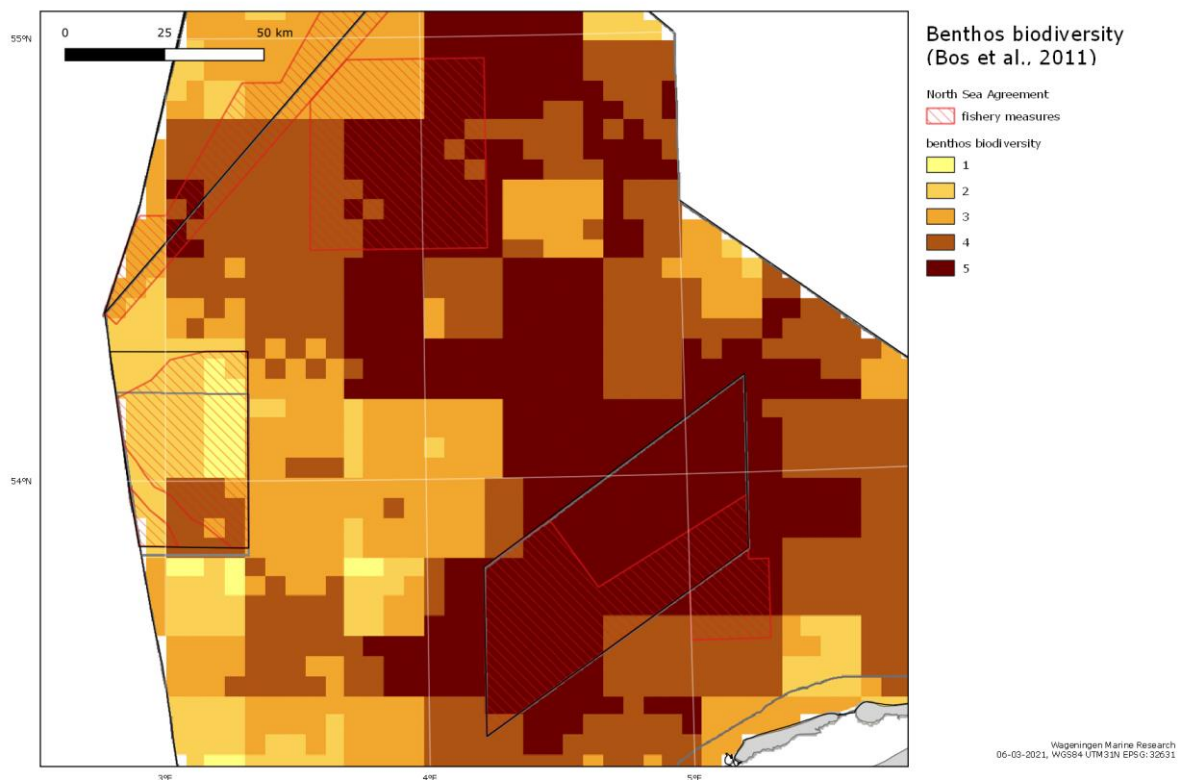 0 25 50 km
55°N
54°N
3°E 4°E 5°E
Benthos biodiversity
(Bos et al., 2011)
North Sea Agreement
fishery measures
benthos biodiversity
1
2
3
4
5
Wageningen Marine Research
06-03-2021, WGS84 UTM31N EPSG:32631